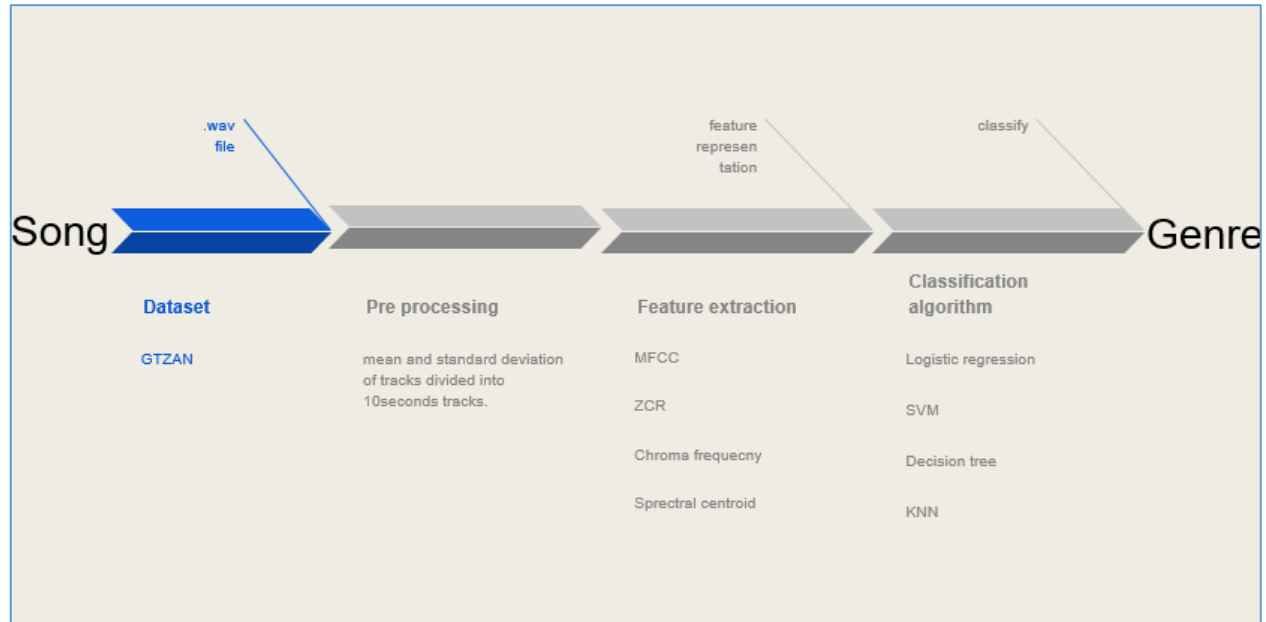 .wav
file
feature
represen
tation
classify
Song
Genre
Dataset
GTZAN
Pre processing
mean and standard deviation
of tracks divided into
10seconds tracks.
Feature extraction
MFCC
ZCR
Chroma frequecny
Sprectral centroid
Classification
algorithm
Logistic regression
SVM
Decision tree
KNN